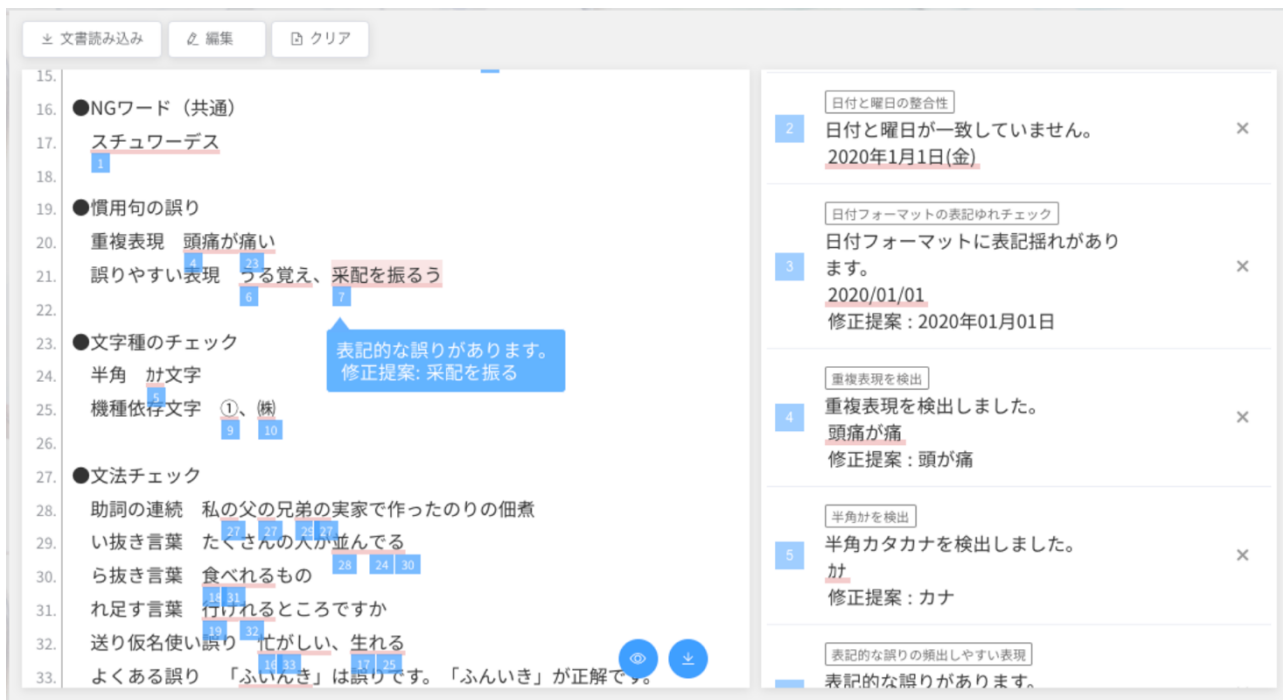 文書読み込み
編集
クリア
15.
16. ●NGワード（共通）
17. スチュワーデス
1
18.
19. ●慣用句の誤り
20. 重複表現　頭痛が痛い
4 23
21. 誤りやすい表現　うる覚え、采配を振るう
6 7
22.
表記的な誤りがあります。
修正提案: 采配を振る
23. ●文字種のチェック
24. 半角　ｶﾅ文字
5
25. 機種依存文字　①、㈱
9 10
26.
27. ●文法チェック
28. 助詞の連続　私の父の兄弟の実家で作ったのりの佃煮
27 27 29 27
29. い抜き言葉　たくさんの人が並んでる
28 24 30
30. ら抜き言葉　食べれるもの
18 31
31. れ足す言葉　行けれるところですか
19 32
32. 送り仮名使い誤り　忙がしい、生れる
16 33 17 25
33. よくある誤り　「ふいんき」は誤りです。「ふんいき」が正解です。
日付と曜日の整合性
2
日付と曜日が一致していません。
2020年1月1日(金)
日付フォーマットの表記ゆれチェック
3
日付フォーマットに表記揺れがあり
ます。
2020/01/01
修正提案 : 2020年01月01日
重複表現を検出
4
重複表現を検出しました。
頭痛が痛
修正提案 : 頭が痛
半角ｶﾅを検出
5
半角カタカナを検出しました。
ｶﾅ
修正提案 : カナ
表記的な誤りの頻出しやすい表現
表記的な誤りがあります。